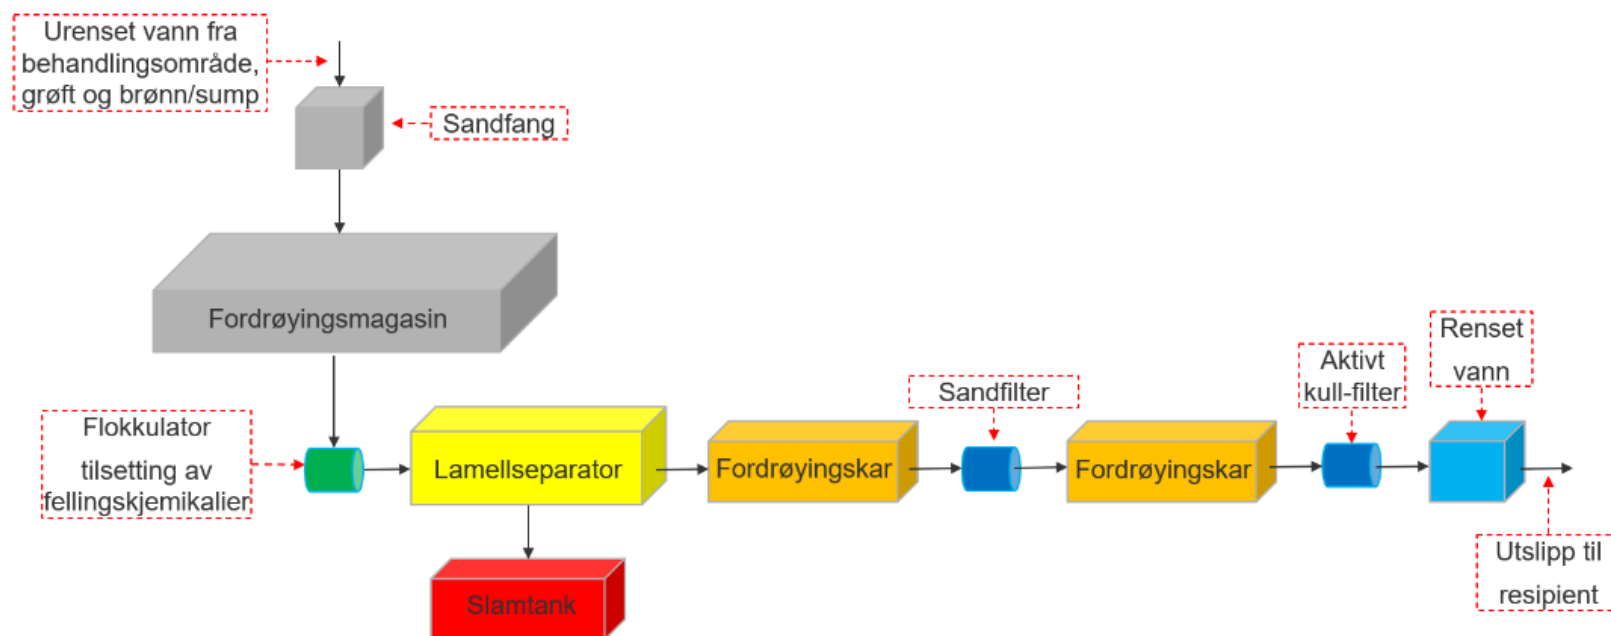 Urenset vann fra
behandlingsområde,
grøft og brønn/sump
Sandfang
Fordrøyingsmagasin
Flokkulator
tilsetting av
fellingskjemikalier
Lamellseparator
Slamtank
Fordrøyingskar
Sandfilter
Fordrøyingskar
Aktivt
kull-filter
Renset
vann
Utslipp til
resipient